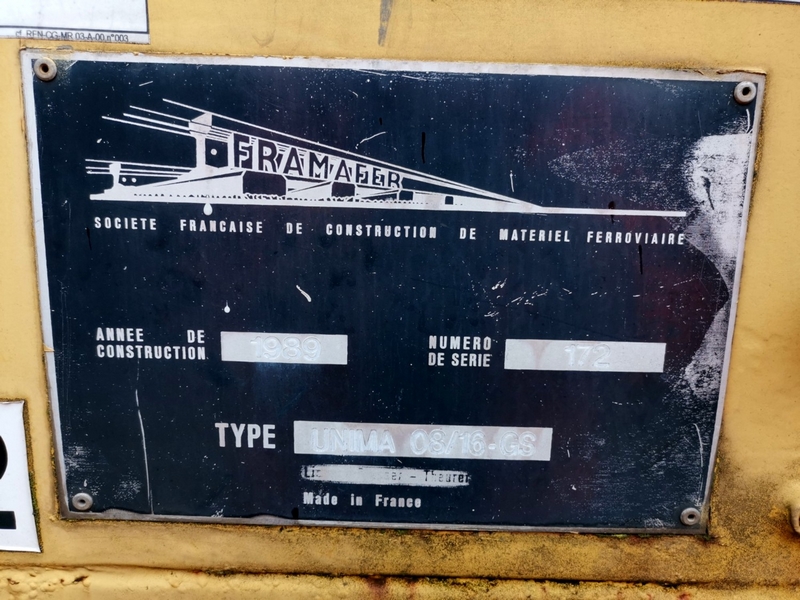 FRAMAFER
SOCIETE FRANCAISE DE CONSTRUCTION DE MATERIEL FERROVIAIRE
ANNEE DE CONSTRUCTION 1989
NUMERO DE SERIE 172
TYPE UNIMA 08/16-GS
- Theurer
Made in France